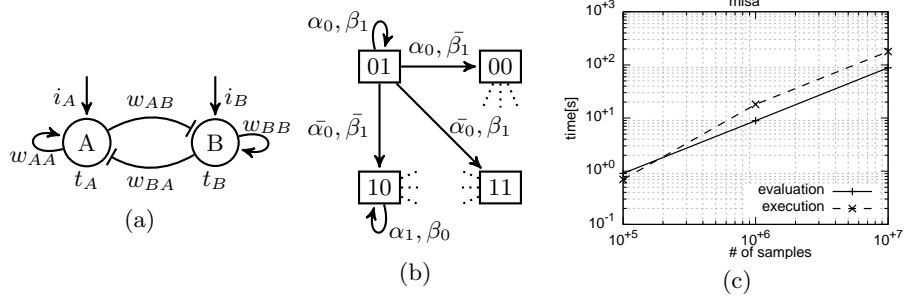 i_A
w_AB
i_B
w_AA
A
B
w_BB
t_A
w_BA
t_B
(a)
α_0, β_1
α_0, β̄_1
01
00
ᾱ_0, β̄_1
ᾱ_0, β_1
10
11
α_1, β_0
(b)
misa
10^+3
10^+2
10^+1
10^+0
10^-1
time[s]
evaluation
execution
10^+5
10^+6
10^+7
# of samples
(c)